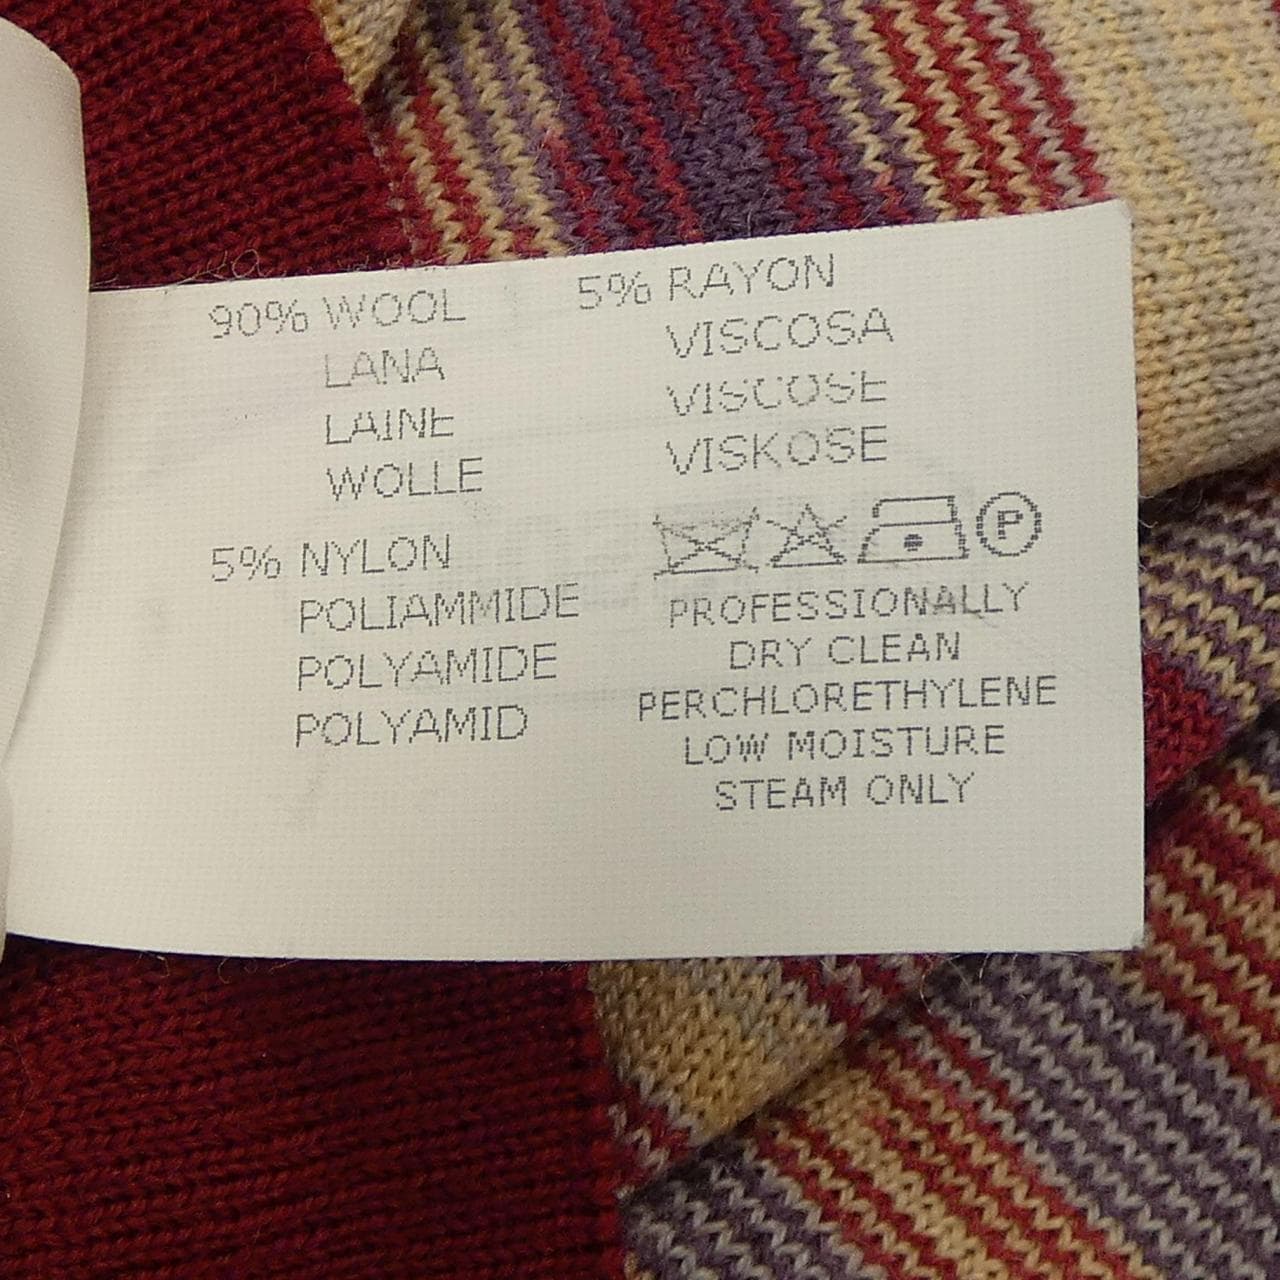 90% WOOL
LANA
LAINE
WOLLE
5% NYLON
POLIAMMIDE
POLYAMIDE
POLYAMID
5% RAYON
VISCOSA
VISCOSE
VISKOSE
P
PROFESSIONALLY
DRY CLEAN
PERCHLORETHYLENE
LOW MOISTURE
STEAM ONLY